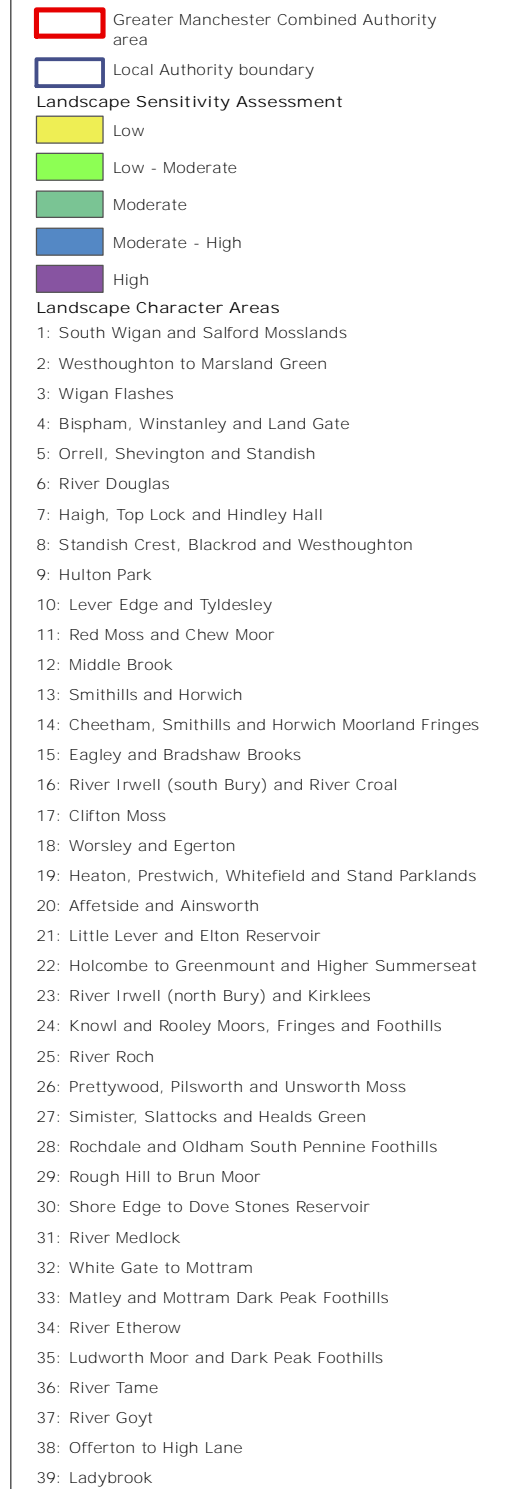 Greater Manchester Combined Authority
area
Local Authority boundary
Landscape Sensitivity Assessment
Low
Low - Moderate
Moderate
Moderate - High
High
Landscape Character Areas
1: South Wigan and Salford Mosslands
2: Westhoughton to Marsland Green
3: Wigan Flashes
4: Bispham, Winstanley and Land Gate
5: Orrell, Shevington and Standish
6: River Douglas
7: Haigh, Top Lock and Hindley Hall
8: Standish Crest, Blackrod and Westhoughton
9: Hulton Park
10: Lever Edge and Tyldesley
11: Red Moss and Chew Moor
12: Middle Brook
13: Smithills and Horwich
14: Cheetham, Smithills and Horwich Moorland Fringes
15: Eagley and Bradshaw Brooks
16: River Irwell (south Bury) and River Croal
17: Clifton Moss
18: Worsley and Egerton
19: Heaton, Prestwich, Whitefield and Stand Parklands
20: Affetside and Ainsworth
21: Little Lever and Elton Reservoir
22: Holcombe to Greenmount and Higher Summerseat
23: River Irwell (north Bury) and Kirklees
24: Knowl and Rooley Moors, Fringes and Foothills
25: River Roch
26: Prettywood, Pilsworth and Unsworth Moss
27: Simister, Slattocks and Healds Green
28: Rochdale and Oldham South Pennine Foothills
29: Rough Hill to Brun Moor
30: Shore Edge to Dove Stones Reservoir
31: River Medlock
32: White Gate to Mottram
33: Matley and Mottram Dark Peak Foothills
34: River Etherow
35: Ludworth Moor and Dark Peak Foothills
36: River Tame
37: River Goyt
38: Offerton to High Lane
39: Ladybrook